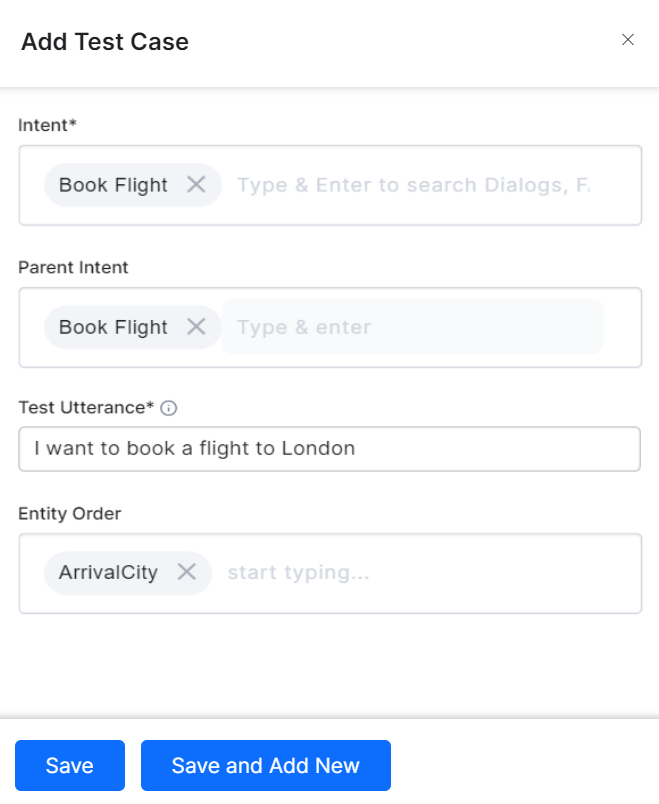 Add Test Case
Intent*
Book Flight Type & Enter to search Dialogs, F
Parent Intent
Book Flight Type & enter
Test Utterance*
I want to book a flight to London
Entity Order
ArrivalCity start typing...
Save Save and Add New